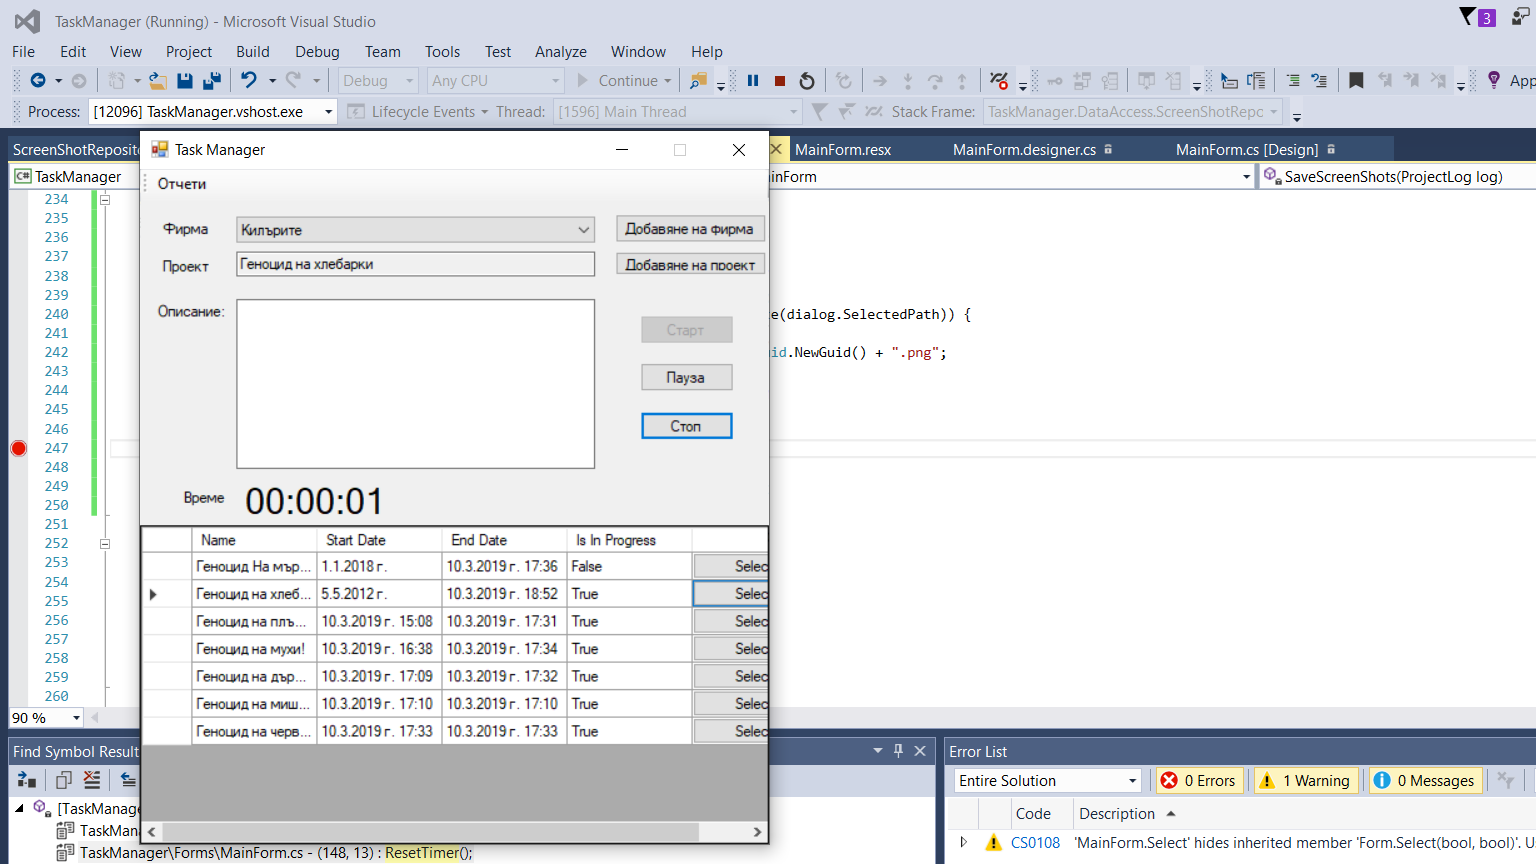 TaskManager (Running) - Microsoft Visual Studio
3
File Edit View Project Build Debug Team Tools Test Analyze Window Help
Debug Any CPU Continue
Process: [12096] TaskManager.vshost.exe Lifecycle Events Thread: [1596] Main Thread Stack Frame: TaskManager.DataAccess.ScreenShotRepo
MainForm.resx MainForm.designer.cs MainForm.cs [Design]
TaskManager SaveScreenShots(ProjectLog log)
Task Manager
Отчети
Фирма Килърите Добавяне на фирма
Проект Геноцид на хлебарки Добавяне на проект
Описание:
Старт
Пауза
Стоп
Време 00:00:01
Name Start Date End Date Is In Progress
Геноцид На мър... 1.1.2018 г. 10.3.2019 г. 17:36 False Selec
Геноцид на хлеб... 5.5.2012 г. 10.3.2019 г. 18:52 True Selec
Геноцид на плъ... 10.3.2019 г. 15:08 10.3.2019 г. 17:31 True Selec
Геноцид на мухи! 10.3.2019 г. 16:38 10.3.2019 г. 17:34 True Selec
Геноцид на дър... 10.3.2019 г. 17:09 10.3.2019 г. 17:32 True Selec
Геноцид на миш... 10.3.2019 г. 17:10 10.3.2019 г. 17:10 True Selec
Геноцид на черв... 10.3.2019 г. 17:33 10.3.2019 г. 17:33 True Selec
234
235
236
237
238
239
240 e(dialog.SelectedPath)) {
241
242 id.NewGuid() + ".png";
243
244
245
246
247
248
249
250
251
252
253
254
255
256
257
258
259
260
90 %
Find Symbol Result
[TaskManage
TaskMana
TaskManager\Forms\MainForm.cs - (148, 13) : ResetTimer();
Error List
Entire Solution 0 Errors 1 Warning 0 Messages
Code Description
CS0108 'MainForm.Select' hides inherited member 'Form.Select(bool, bool)'. U